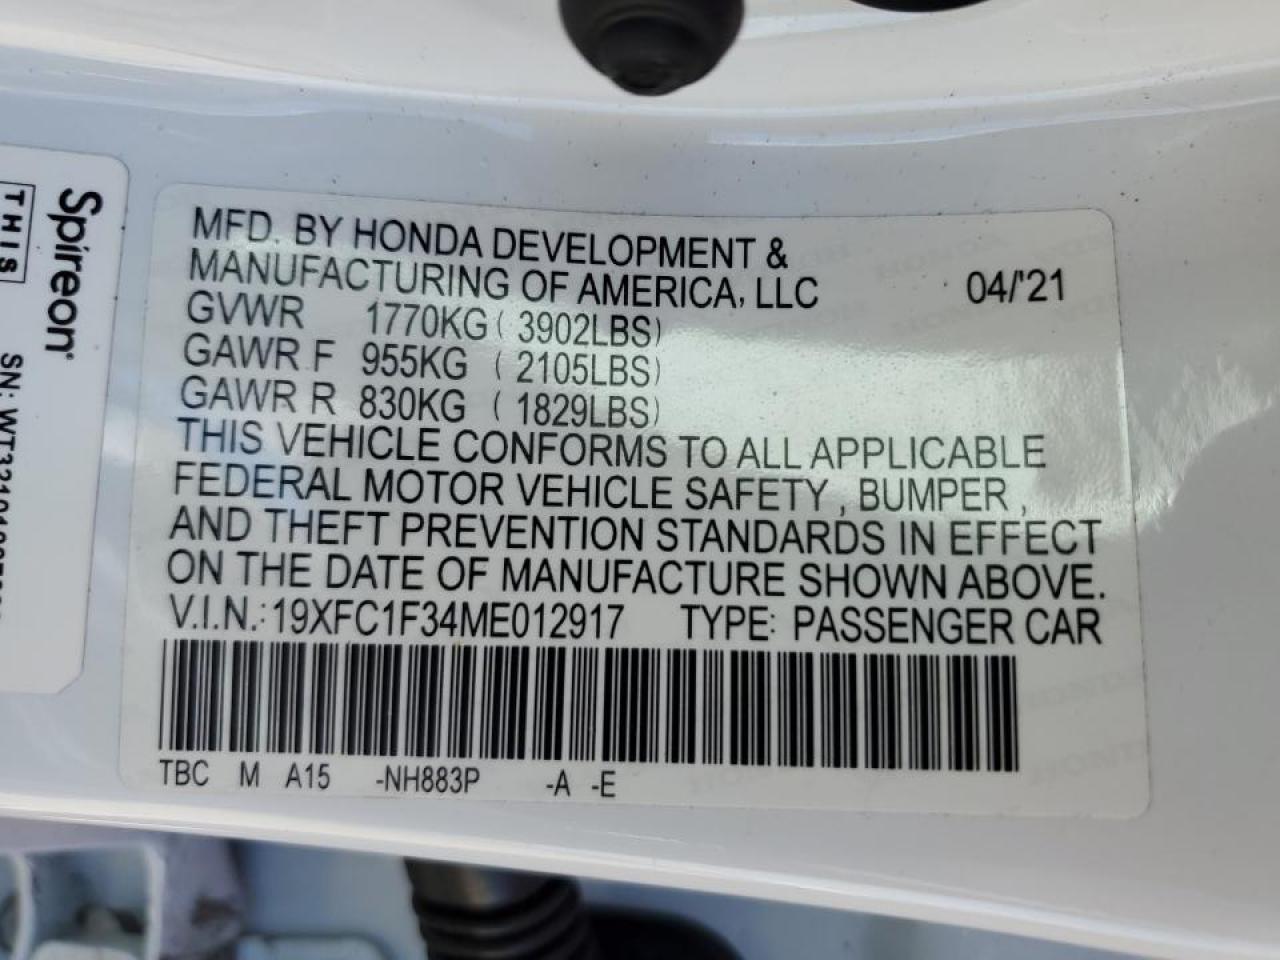 Spireon
THIS
MFD. BY HONDA DEVELOPMENT &
MANUFACTURING OF AMERICA, LLC 04/'21
GVWR 1770KG ( 3902LBS)
GAWR F 955KG ( 2105LBS)
GAWR R 830KG ( 1829LBS)
THIS VEHICLE CONFORMS TO ALL APPLICABLE
FEDERAL MOTOR VEHICLE SAFETY , BUMPER ,
AND THEFT PREVENTION STANDARDS IN EFFECT
ON THE DATE OF MANUFACTURE SHOWN ABOVE.
V.I.N.: 19XFC1F34ME012917 TYPE: PASSENGER CAR
TBC M A15 -NH883P -A -E